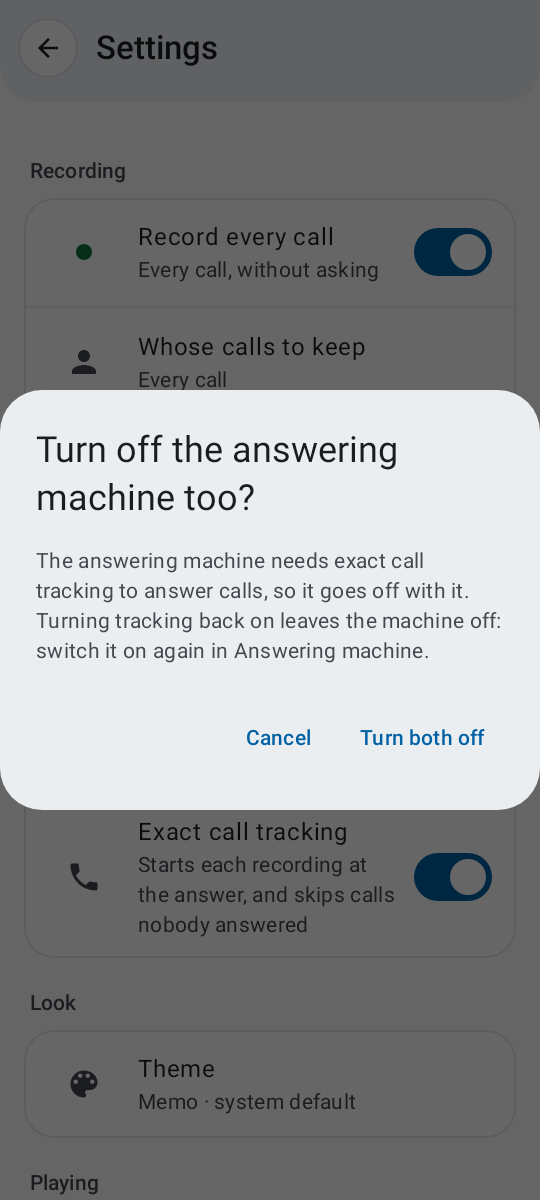 Settings
Recording
Record every call
Every call, without asking
Whose calls to keep
Every call
Turn off the answering
machine too?
The answering machine needs exact call
tracking to answer calls, so it goes off with it.
Turning tracking back on leaves the machine off:
switch it on again in Answering machine.
Cancel
Turn both off
Exact call tracking
Starts each recording at
the answer, and skips calls
nobody answered
Look
Theme
Memo · system default
Playing